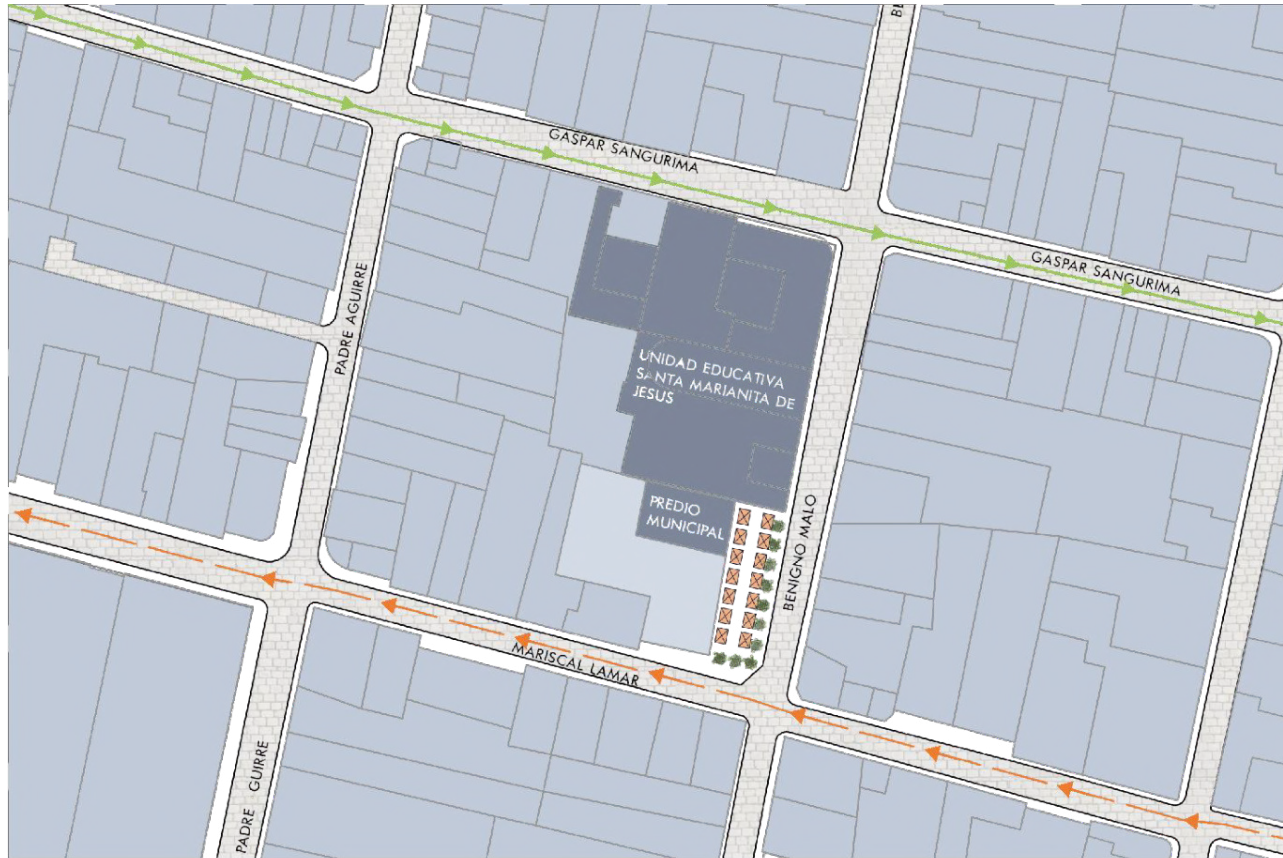 BE
GASPAR SANGURIMA
GASPAR SANGURIMA
PADRE AGUIRRE
UNIDAD EDUCATIVA
SANTA MARIANITA DE
JESUS
PREDIO
MUNICIPAL
BENIGNO MALO
MARISCAL LAMAR
PADRE GUIRRE